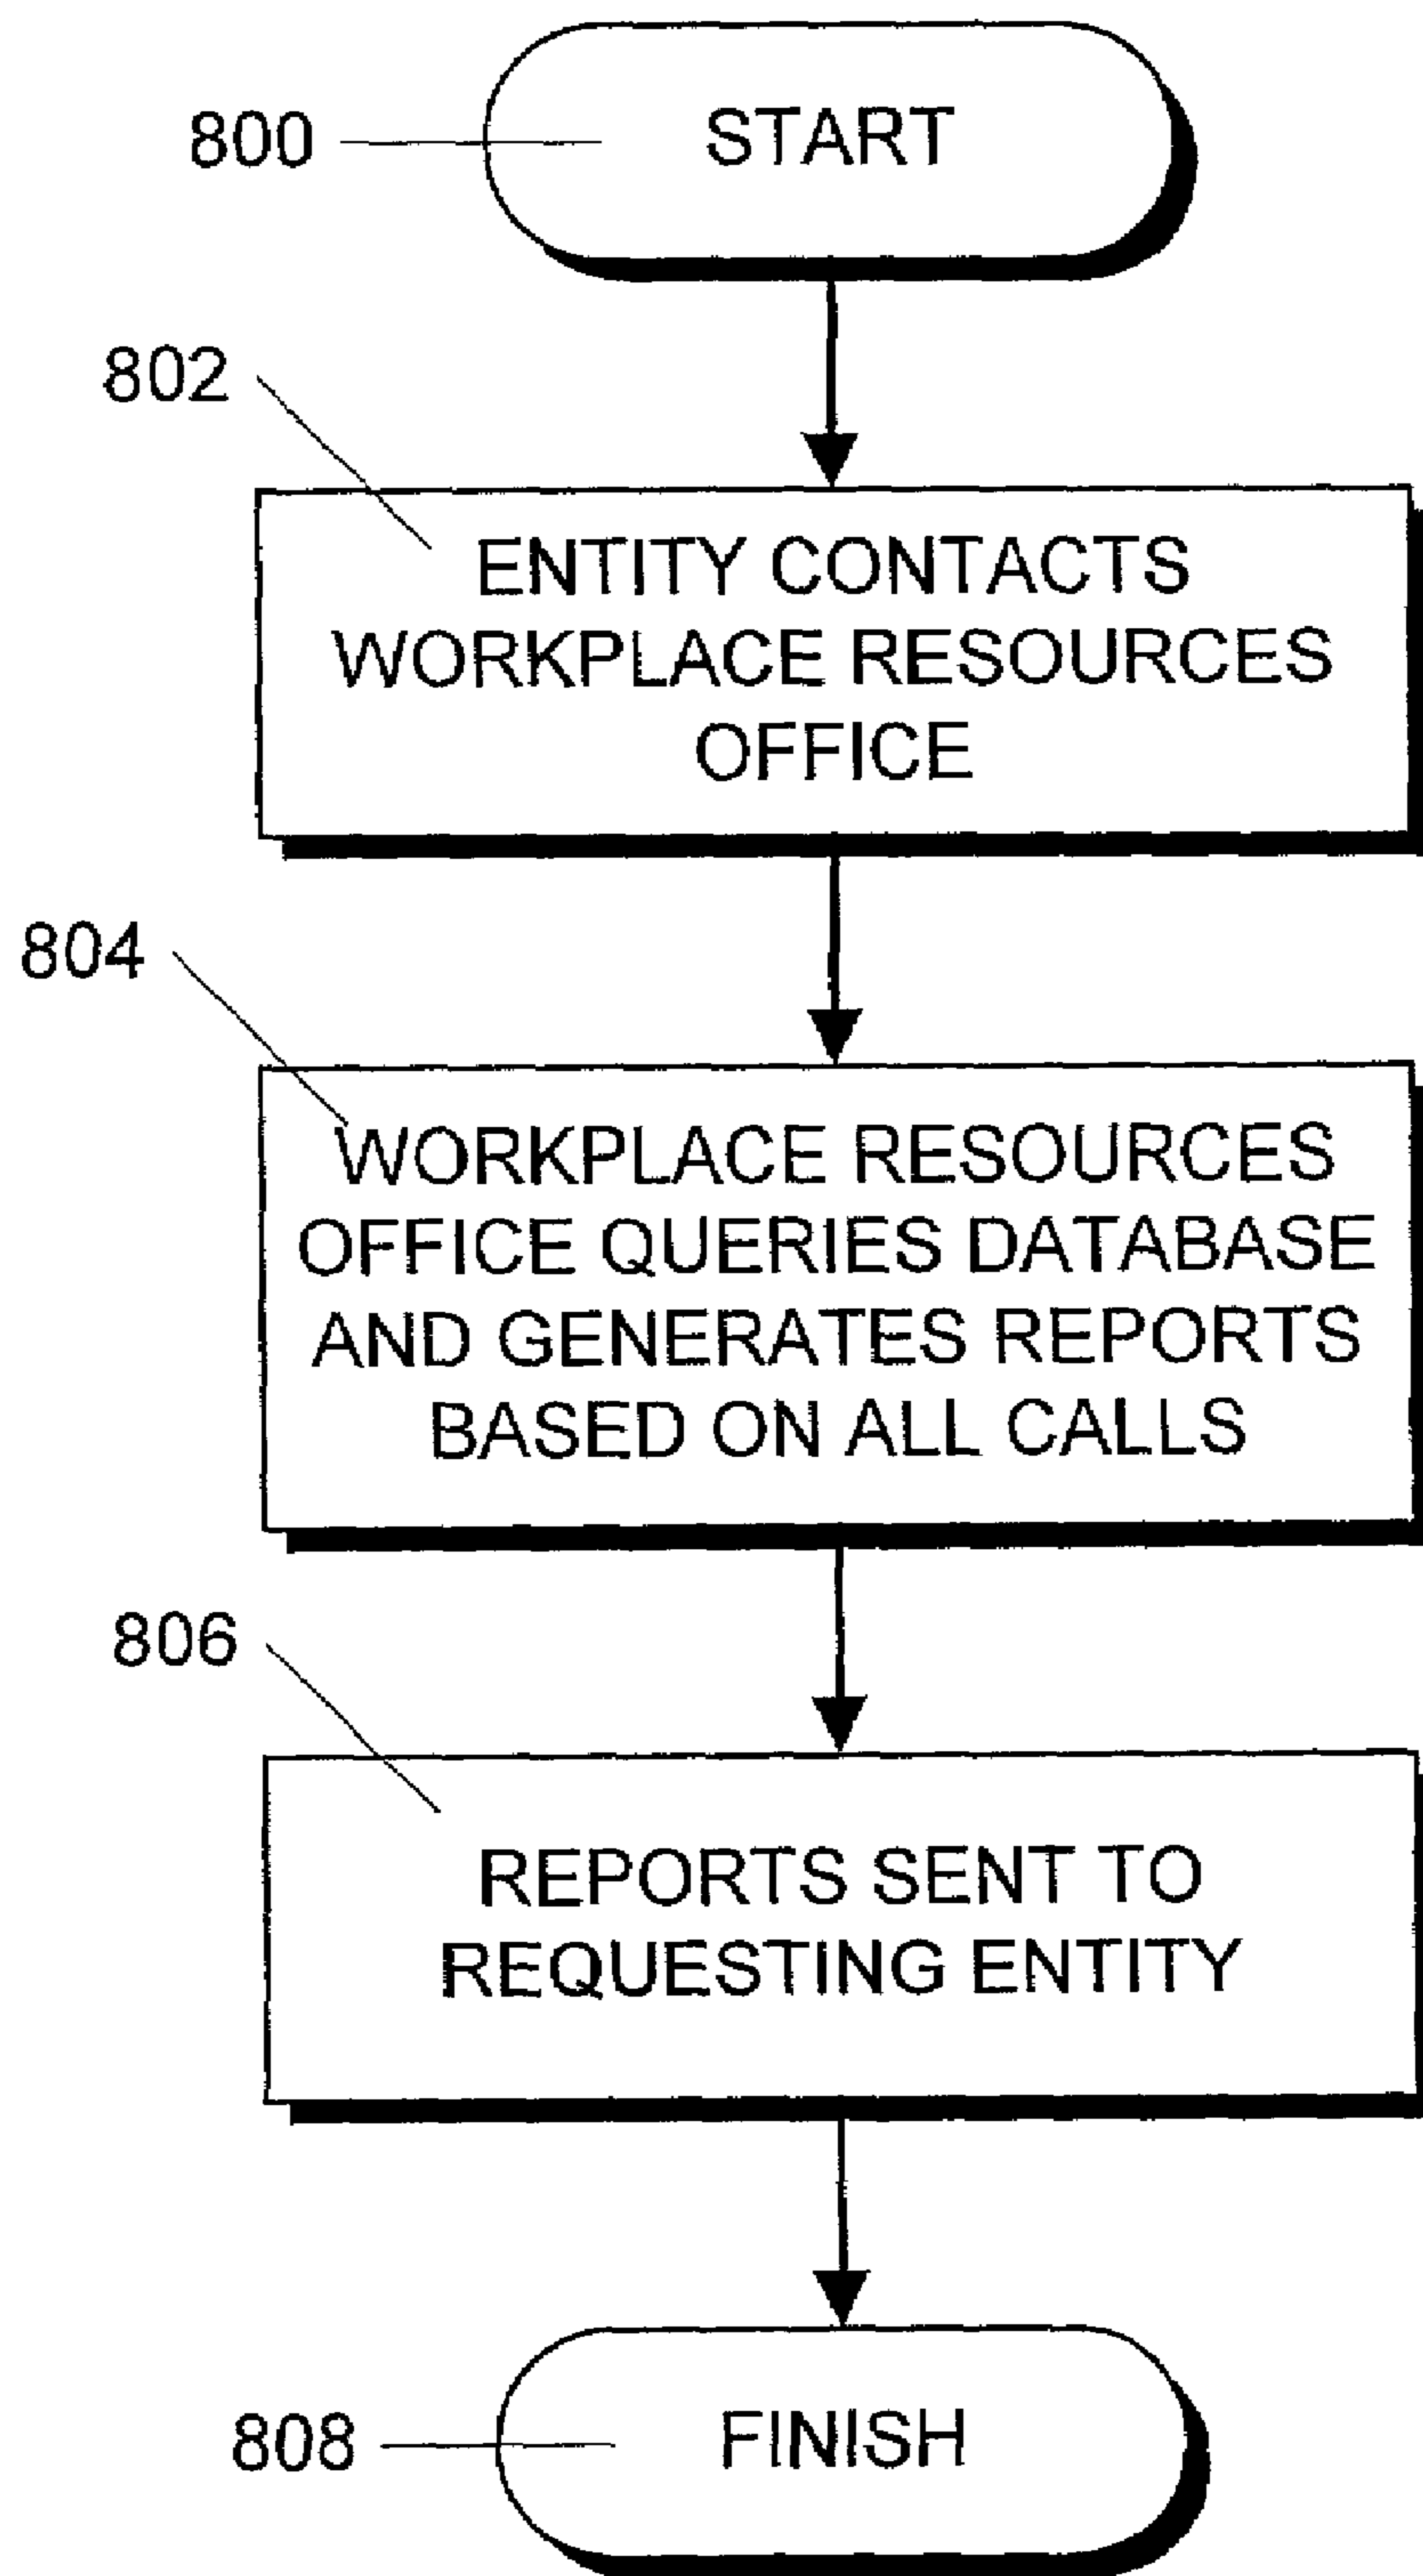 800
START
802
ENTITY CONTACTS
WORKPLACE RESOURCES
OFFICE
804
WORKPLACE RESOURCES
OFFICE QUERIES DATABASE
AND GENERATES REPORTS
BASED ON ALL CALLS
806
REPORTS SENT TO
REQUESTING ENTITY
808
FINISH